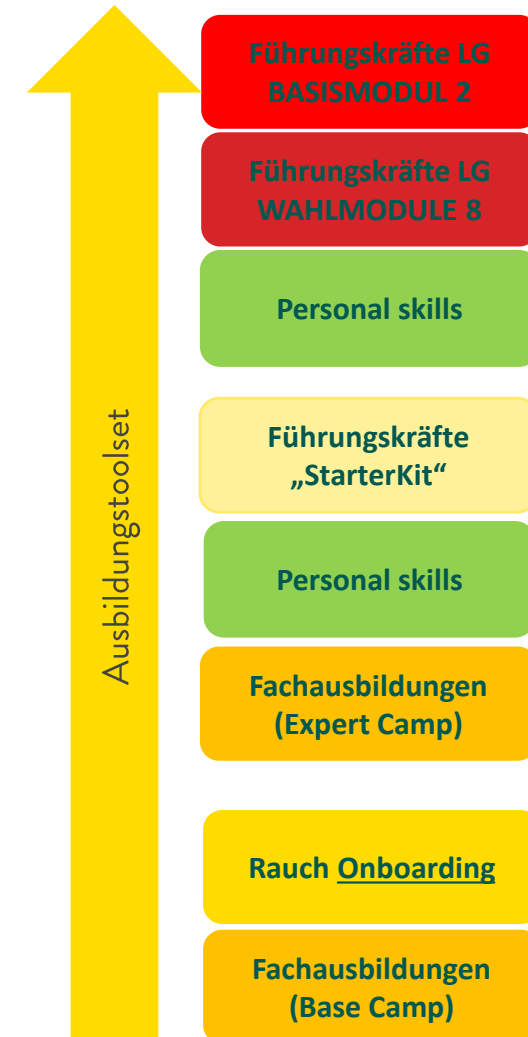 Führungskräfte LG
BASISMODUL 2
Führungskräfte LG
WAHLMODULE 8
Personal skills
Führungskräfte
„StarterKit“
Personal skills
Fachausbildungen
(Expert Camp)
Rauch Onboarding
Fachausbildungen
(Base Camp)
Ausbildungstoolset